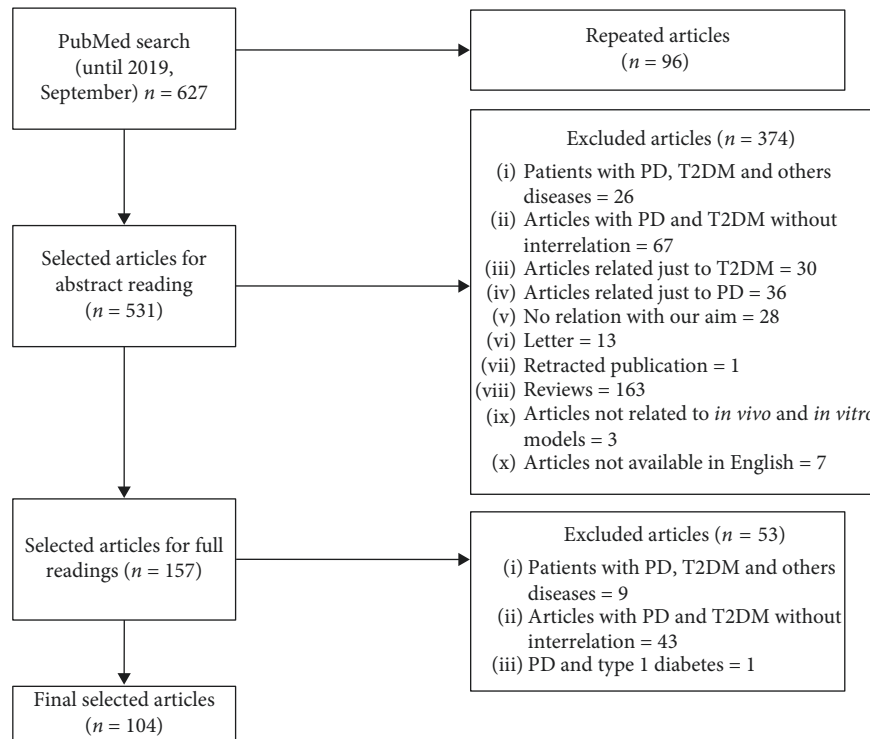 PubMed search
(until 2019,
September) n = 627
Repeated articles
(n = 96)
Selected articles for
abstract reading
(n = 531)
Excluded articles (n = 374)
(i) Patients with PD, T2DM and others
diseases = 26
(ii) Articles with PD and T2DM without
interrelation = 67
(iii) Articles related just to T2DM = 30
(iv) Articles related just to PD = 36
(v) No relation with our aim = 28
(vi) Letter = 13
(vii) Retracted publication = 1
(viii) Reviews = 163
(ix) Articles not related to in vivo and in vitro
models = 3
(x) Articles not available in English = 7
Selected articles for full
readings (n = 157)
Excluded articles (n = 53)
(i) Patients with PD, T2DM and others
diseases = 9
(ii) Articles with PD and T2DM without
interrelation = 43
(iii) PD and type 1 diabetes = 1
Final selected articles
(n = 104)